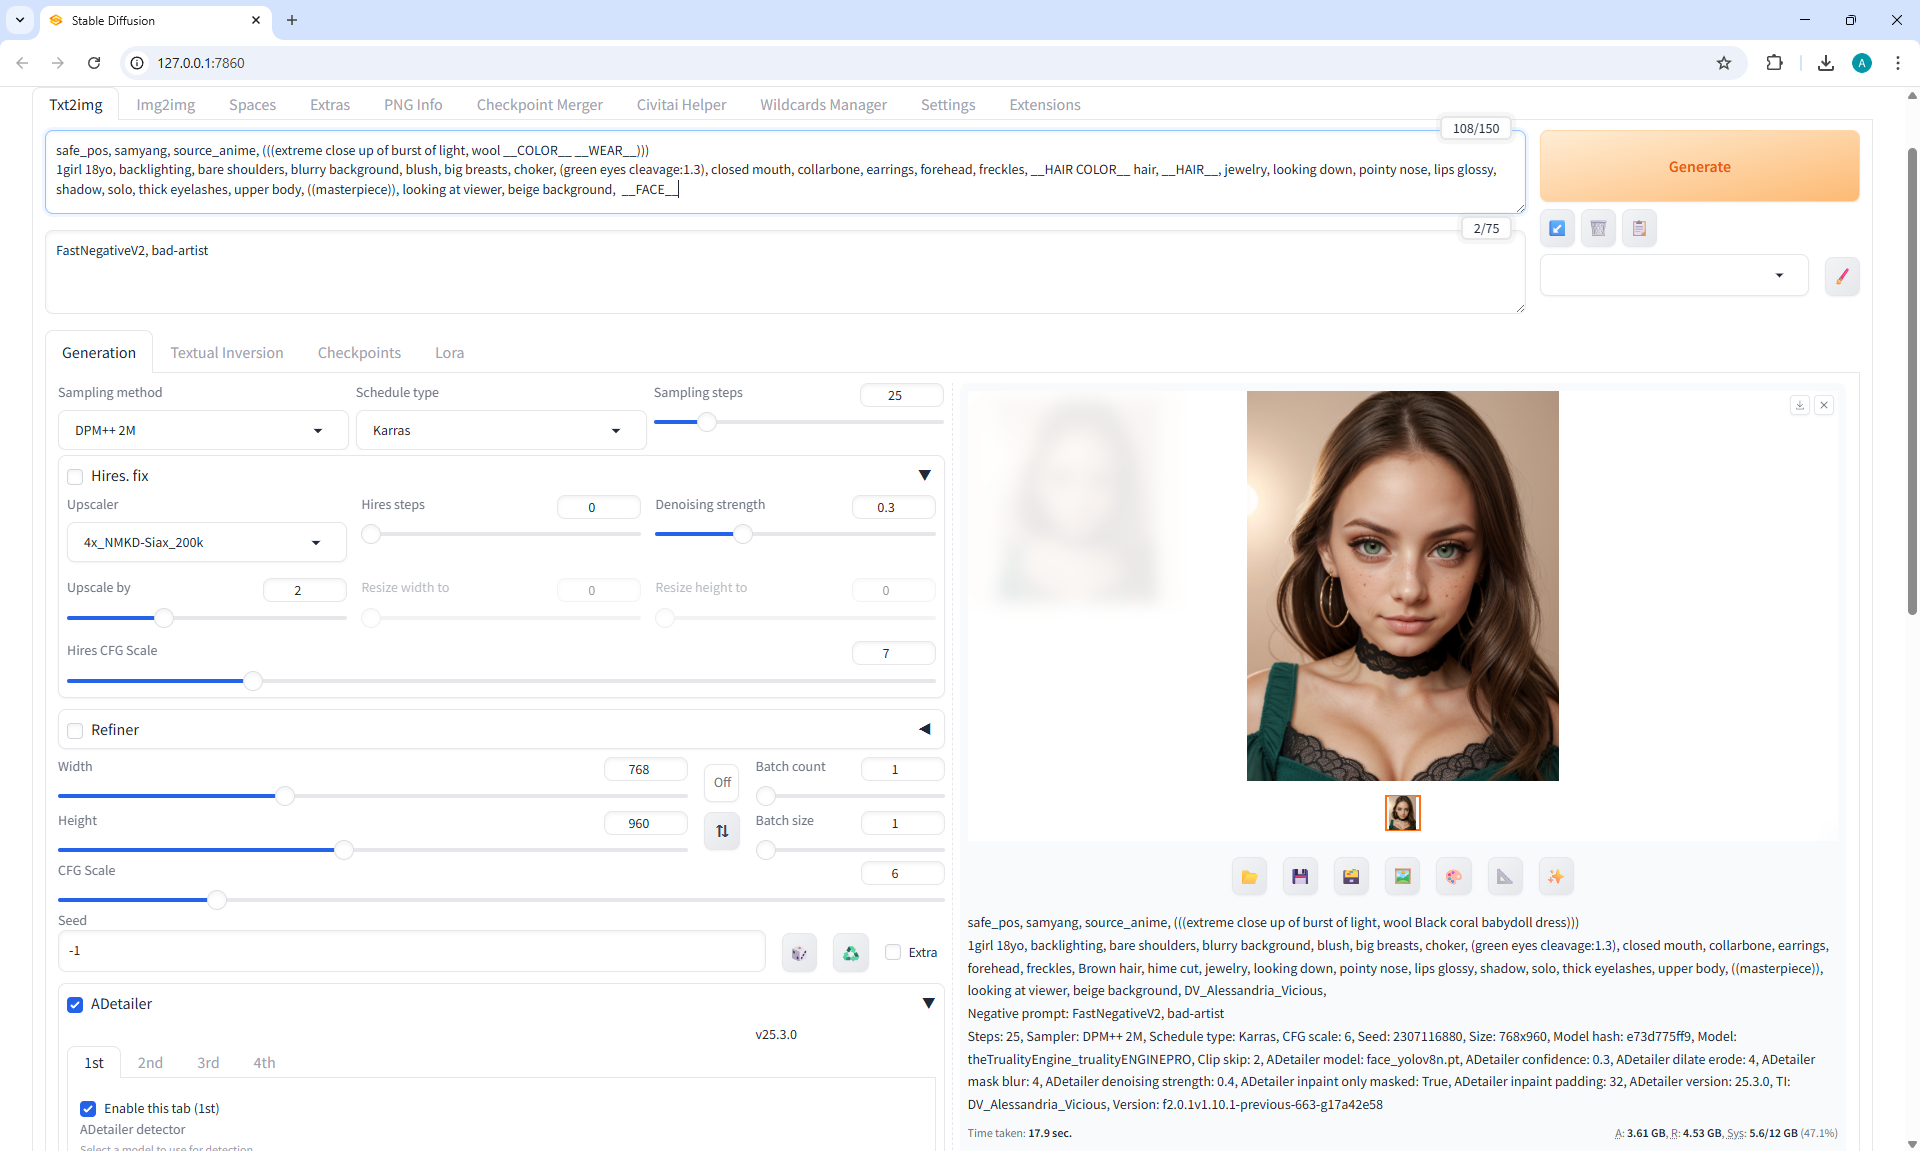 Stable Diffusion
127.0.0.1:7860
A
Txt2img Img2img Spaces Extras PNG Info Checkpoint Merger Civitai Helper Wildcards Manager Settings Extensions
108/150
safe_pos, samyang, source_anime, (((extreme close up of burst of light, wool __COLOR__ __WEAR__)))
1girl 18yo, backlighting, bare shoulders, blurry background, blush, big breasts, choker, (green eyes cleavage:1.3), closed mouth, collarbone, earrings, forehead, freckles, __HAIR COLOR__ hair, __HAIR__, jewelry, looking down, pointy nose, lips glossy,
shadow, solo, thick eyelashes, upper body, ((masterpiece)), looking at viewer, beige background, __FACE__
Generate
2/75
FastNegativeV2, bad-artist
Generation Textual Inversion Checkpoints Lora
Sampling method Schedule type Sampling steps 25
DPM++ 2M Karras
Hires. fix
Upscaler Hires steps 0 Denoising strength 0.3
4x_NMKD-Siax_200k
Upscale by 2 Resize width to 0 Resize height to 0
Hires CFG Scale 7
Refiner
Width 768 Off Batch count 1
Height 960 Batch size 1
CFG Scale 6
Seed
-1 Extra
ADetailer
v25.3.0
1st 2nd 3rd 4th
Enable this tab (1st)
ADetailer detector
Select a model to use for detection
safe_pos, samyang, source_anime, (((extreme close up of burst of light, wool Black coral babydoll dress)))
1girl 18yo, backlighting, bare shoulders, blurry background, blush, big breasts, choker, (green eyes cleavage:1.3), closed mouth, collarbone, earrings,
forehead, freckles, Brown hair, hime cut, jewelry, looking down, pointy nose, lips glossy, shadow, solo, thick eyelashes, upper body, ((masterpiece)),
looking at viewer, beige background, DV_Alessandria_Vicious,
Negative prompt: FastNegativeV2, bad-artist
Steps: 25, Sampler: DPM++ 2M, Schedule type: Karras, CFG scale: 6, Seed: 2307116880, Size: 768x960, Model hash: e73d775ff9, Model:
theTrualityEngine_trualityENGINEPRO, Clip skip: 2, ADetailer model: face_yolov8n.pt, ADetailer confidence: 0.3, ADetailer dilate erode: 4, ADetailer
mask blur: 4, ADetailer denoising strength: 0.4, ADetailer inpaint only masked: True, ADetailer inpaint padding: 32, ADetailer version: 25.3.0, TI:
DV_Alessandria_Vicious, Version: f2.0.1v1.10.1-previous-663-g17a42e58
Time taken: 17.9 sec. A: 3.61 GB, R: 4.53 GB, Sys: 5.6/12 GB (47.1%)